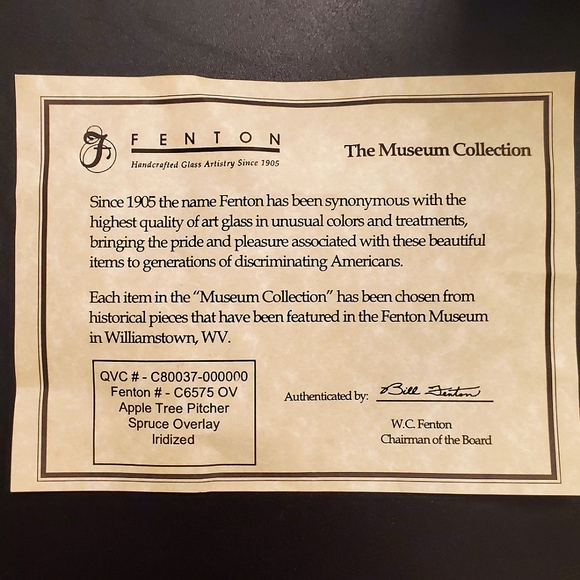 F FENTON
Handcrafted Glass Artistry Since 1905
The Museum Collection
Since 1905 the name Fenton has been synonymous with the
highest quality of art glass in unusual colors and treatments,
bringing the pride and pleasure associated with these beautiful
items to generations of discriminating Americans.
Each item in the "Museum Collection" has been chosen from
historical pieces that have been featured in the Fenton Museum
in Williamstown, WV.
QVC # - C80037-000000
Fenton # - C6575 OV
Apple Tree Pitcher
Spruce Overlay
Iridized
Authenticated by: Bill Fenton
W.C. Fenton
Chairman of the Board